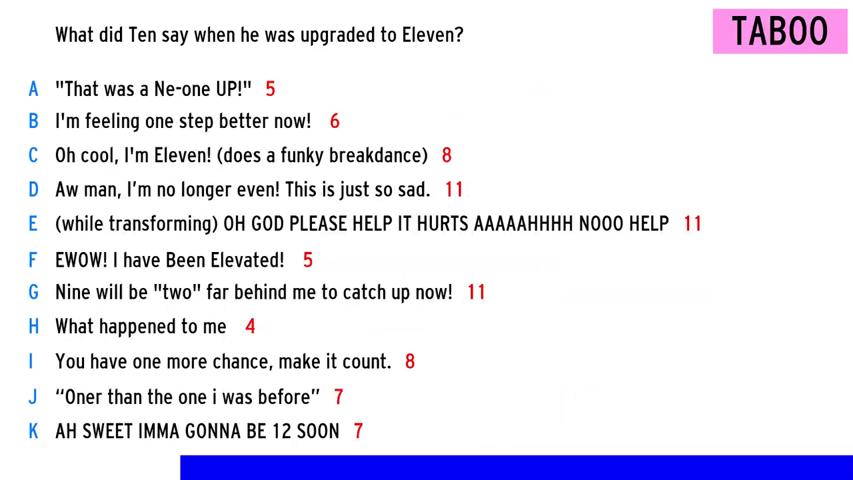 What did Ten say when he was upgraded to Eleven?
TABOO
A "That was a Ne-one UP!" 5
B I'm feeling one step better now! 6
C Oh cool, I'm Eleven! (does a funky breakdance) 8
D Aw man, I’m no longer even! This is just so sad. 11
E (while transforming) OH GOD PLEASE HELP IT HURTS AAAAAHHHH NOOO HELP 11
F EWOW! I have Been Elevated! 5
G Nine will be "two" far behind me to catch up now! 11
H What happened to me 4
I You have one more chance, make it count. 8
J “Oner than the one i was before” 7
K AH SWEET IMMA GONNA BE 12 SOON 7